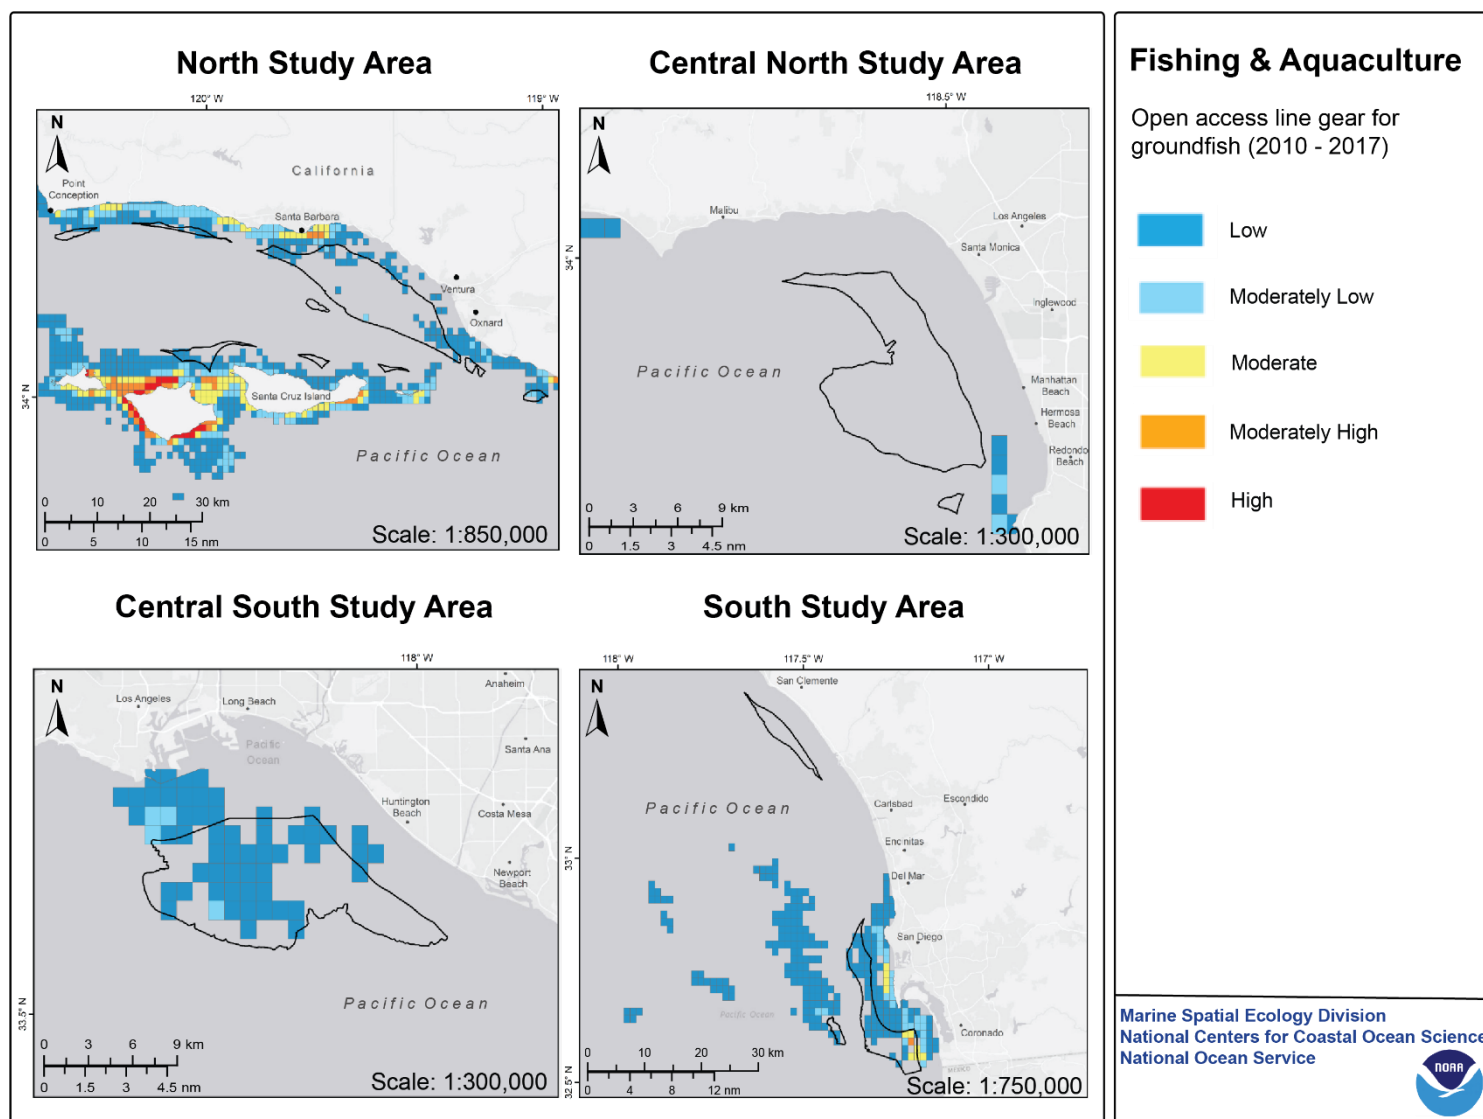 North Study Area
120° W
119° W
N
California
Point
Conception
Santa Barbara
Ventura
Oxnard
34° N
Santa Cruz Island
Pacific Ocean
0 10 20 30 km
0 5 10 15 nm
Scale: 1:850,000
Central North Study Area
118.5° W
N
Malibu
Los Angeles
Santa Monica
34° N
Inglewood
Pacific Ocean
Manhattan
Beach
Hermosa
Beach
Redondo
Beach
0 3 6 9 km
0 1.5 3 4.5 nm
Scale: 1:300,000
Central South Study Area
118° W
N
Anaheim
Los Angeles
Long Beach
Pacific
Ocean
Santa Ana
Huntington
Beach
Costa Mesa
Newport
Beach
Pacific Ocean
33.5° N
0 3 6 9 km
0 1.5 3 4.5 nm
Scale: 1:300,000
South Study Area
118° W
117.5° W
117° W
San Clemente
N
Pacific Ocean
Carlsbad
Escondido
Encinitas
33° N
Del Mar
San Diego
Pacific Ocean
Coronado
0 10 20 30 km
0 4 8 12 nm
32.5° N
Scale: 1:750,000
Fishing & Aquaculture
Open access line gear for
groundfish (2010 - 2017)
Low
Moderately Low
Moderate
Moderately High
High
Marine Spatial Ecology Division
National Centers for Coastal Ocean Science
National Ocean Service
NOAA